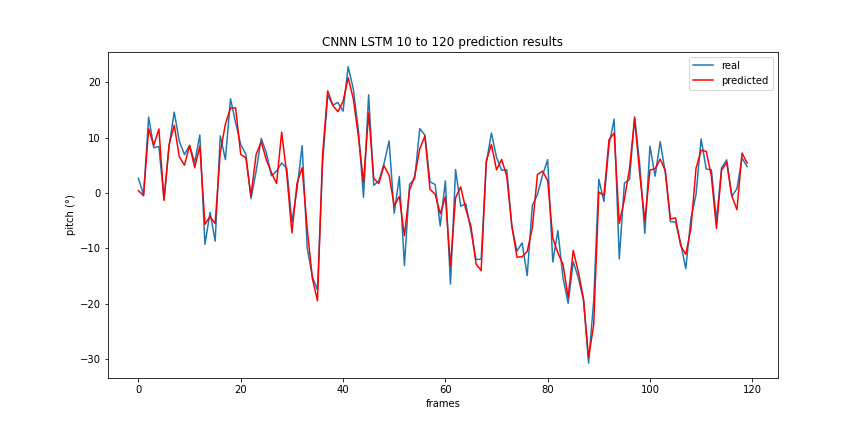 CNNN LSTM 10 to 120 prediction results
real
predicted
pitch (°)
20
10
0
−10
−20
−30
0 20 40 60 80 100 120
frames